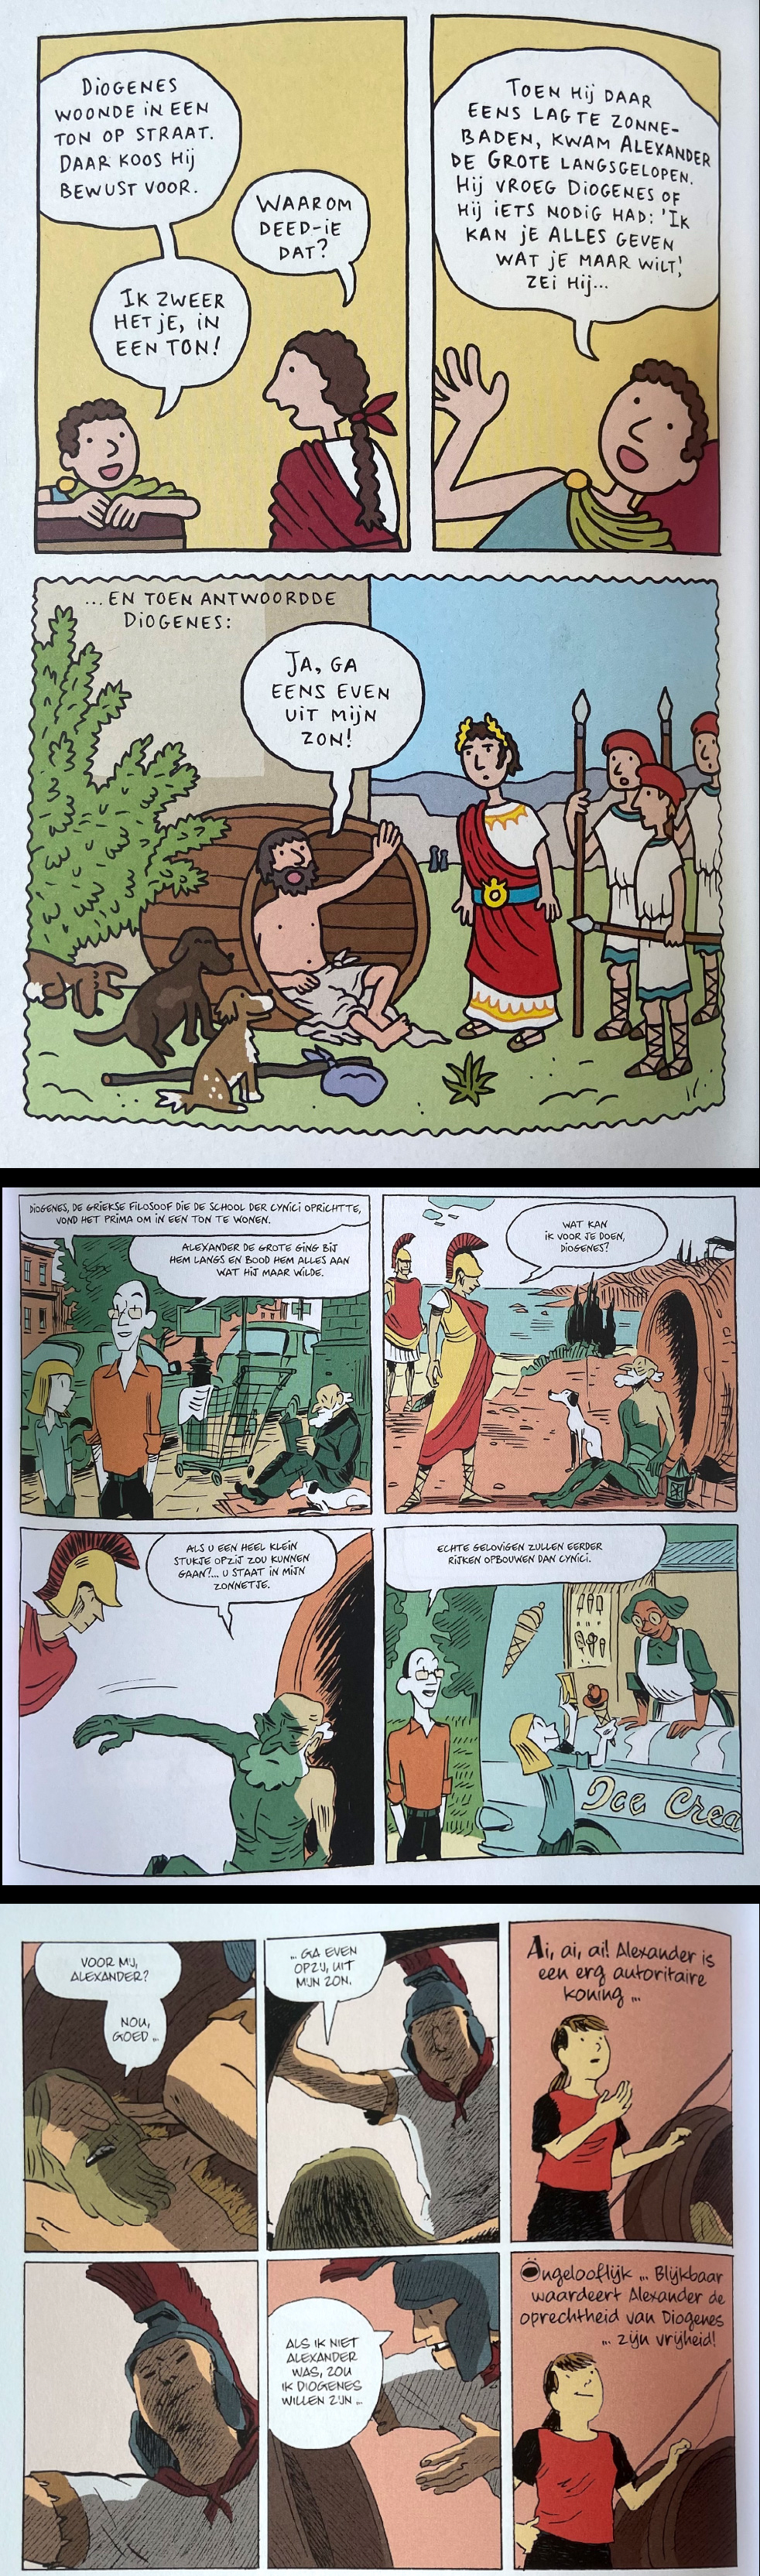 DIOGENES
WOONDE IN EEN
TON OP STRAAT.
DAAR KOOS HIJ
BEWUST VOOR.
IK ZWEER
HET JE, IN
EEN TON!
WAAROM
DEED-IE
DAT?
TOEN HIJ DAAR
EENS LAG TE ZONNE-
BADEN, KWAM ALEXANDER
DE GROTE LANGSGELOPEN.
HIJ VROEG DIOGENES OF
HIJ IETS NODIG HAD: 'IK
KAN JE ALLES GEVEN
WAT JE MAAR WILT,'
ZEI HIJ...
...EN TOEN ANTWOORDDE
DIOGENES:
JA, GA
EENS EVEN
UIT MIJN
ZON!
DIOGENES, DE GRIEKSE FILOSOOF DIE DE SCHOOL DER CYNICI OPRICHTTE,
VOND HET PRIMA OM IN EEN TON TE WONEN.
ALEXANDER DE GROTE GING BIJ
HEM LANGS EN BOOD HEM ALLES AAN
WAT HIJ MAAR WILDE.
WAT KAN
IK VOOR JE DOEN,
DIOGENES?
ALS U EEN HEEL KLEIN
STUKJE OPZIJ ZOU KUNNEN
GAAN?... U STAAT IN MIJN
ZONNETJE.
ECHTE GELOVIGEN ZULLEN EERDER
RIJKEN OPBOUWEN DAN CYNICI.
Ice Crea
VOOR MIJ,
ALEXANDER?
NOU,
GOED...
... GA EVEN
OPZIJ, UIT
MIJN ZON.
Ai, ai, ai! Alexander is
een erg autoritaire
koning ...
ALS IK NIET
ALEXANDER
WAS, ZOU
IK DIOGENES
WILLEN ZIJN ...
Ongelooflijk ... Blijkbaar
waardeert Alexander de
oprechtheid van Diogenes
... zijn vrijheid!